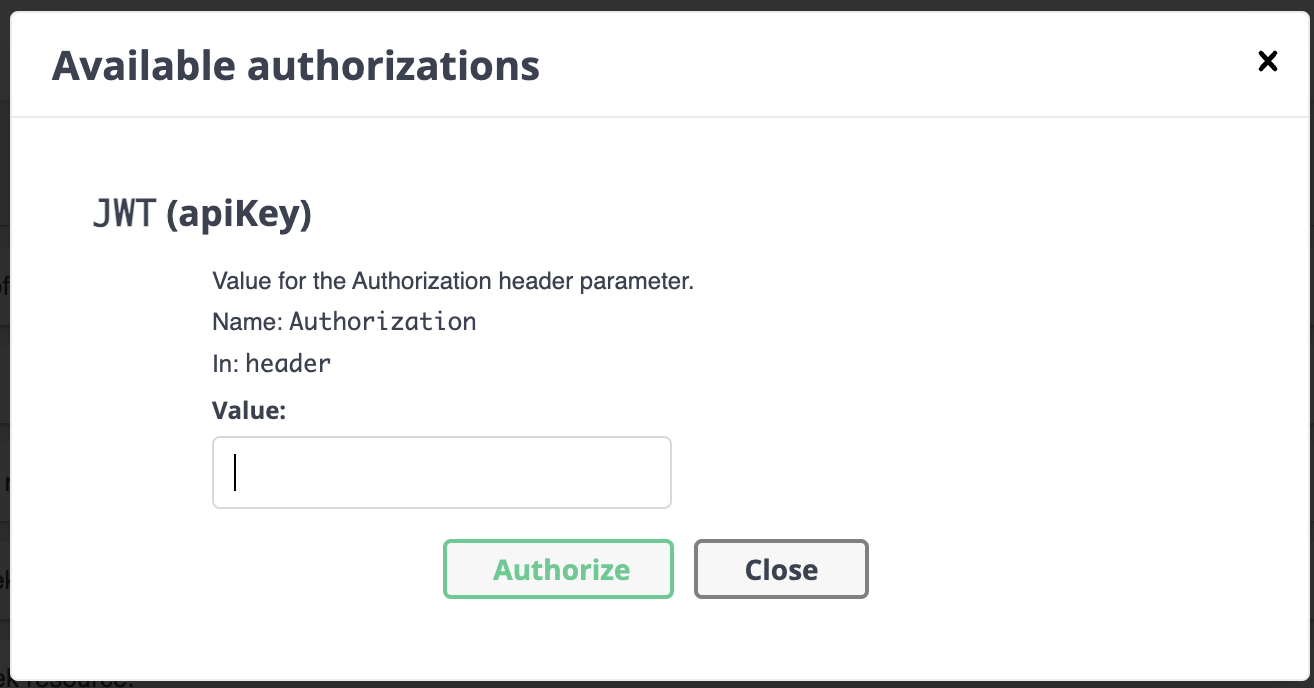 Available authorizations
JWT (apiKey)
Value for the Authorization header parameter.
Name: Authorization
In: header
Value:
Authorize
Close